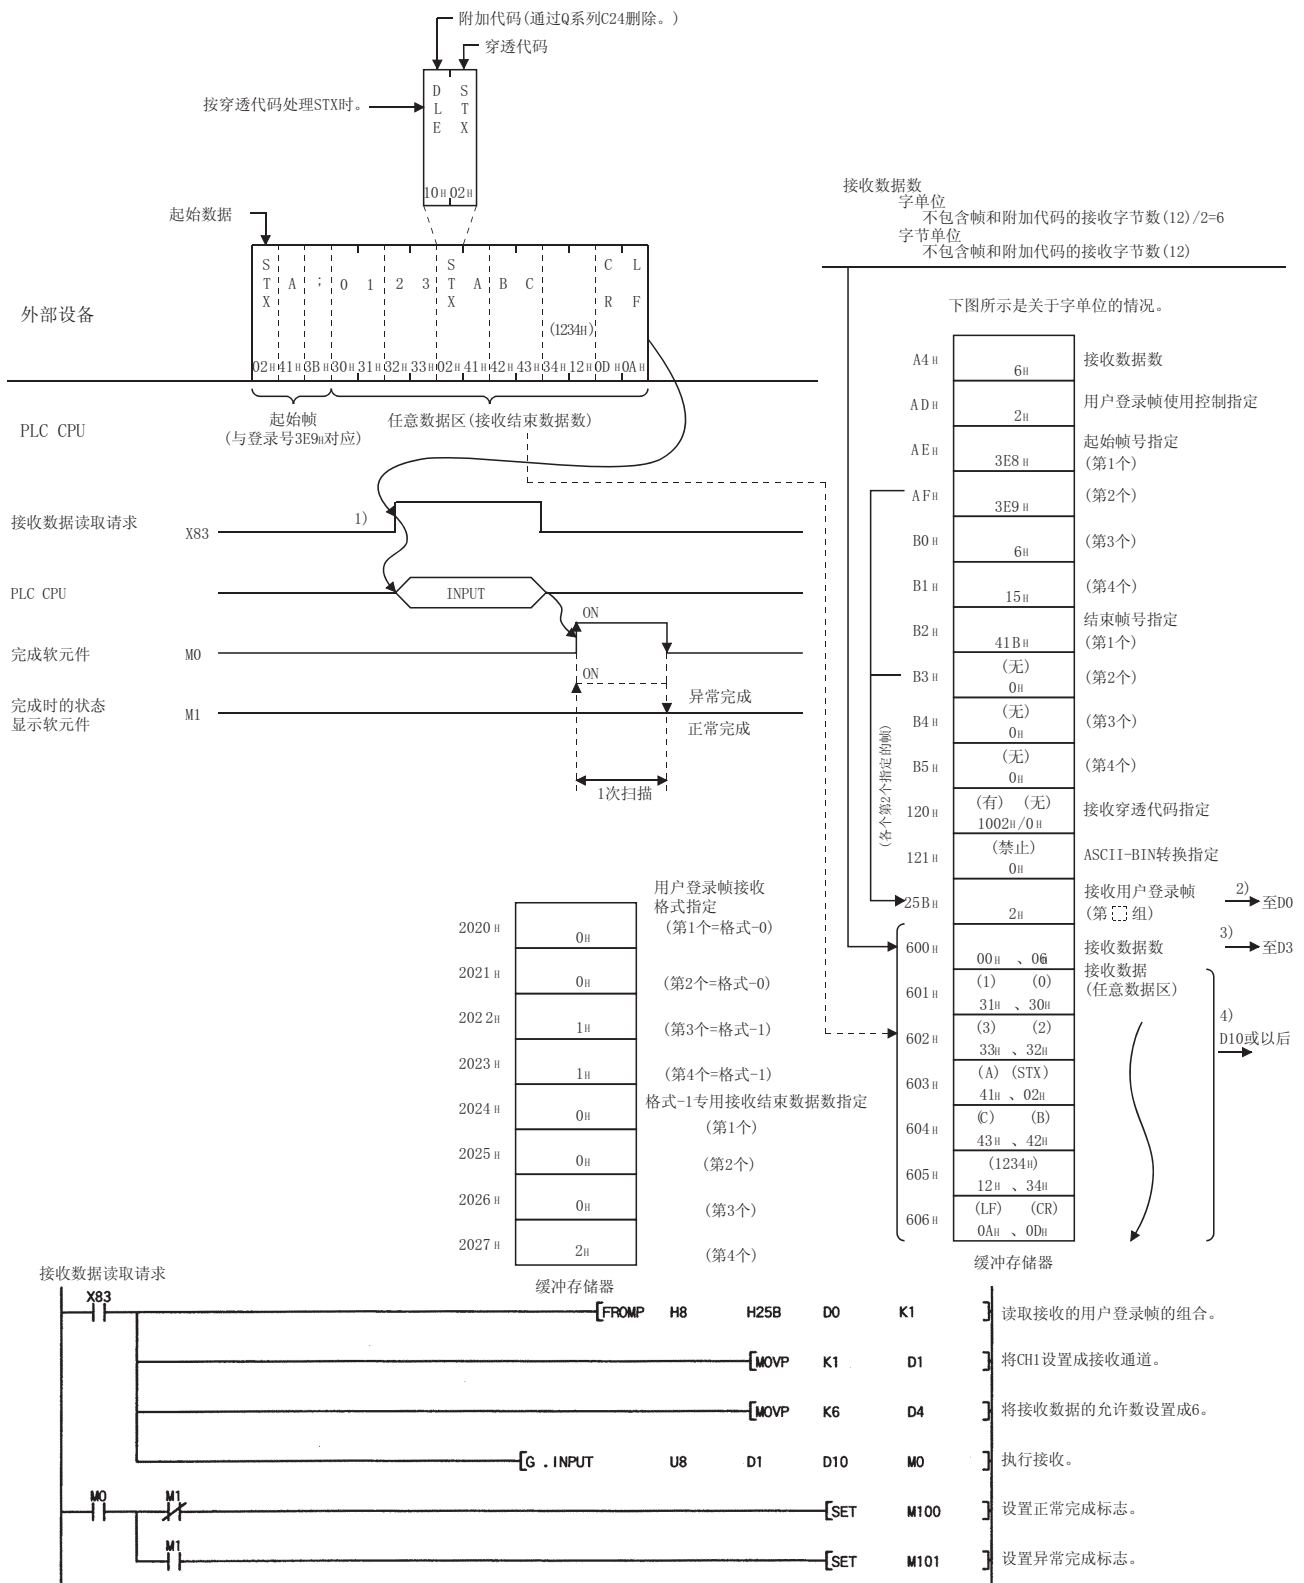 附加代码(通过Q系列C24删除。)
穿透代码
按穿透代码处理STX时。
D L E
S T X
10H 02H
起始数据
外部设备
S T X
A ; 0 1 2 3
S T X
A B C
(1234H)
C R
L F
02H 41H 3BH 30H 31H 32H 33H 02H 41H 42H 43H 34H 12H 0DH 0AH
PLC CPU
起始帧
(与登录号3E9H对应)
任意数据区(接收结束数据数)
接收数据读取请求 X83
1)
PLC CPU
INPUT
完成软元件 M0
ON
完成时的状态
显示软元件 M1
ON
异常完成
正常完成
1次扫描
接收数据数
字单位
不包含帧和附加代码的接收字节数(12)/2=6
字节单位
不包含帧和附加代码的接收字节数(12)
下图所示是关于字单位的情况。
A4H 6H 接收数据数
ADH 2H 用户登录帧使用控制指定
AEH 3E8H 起始帧号指定
(第1个)
AFH 3E9H (第2个)
B0H 6H (第3个)
B1H 15H (第4个)
B2H 41BH 结束帧号指定
(第1个)
B3H (无) 0H (第2个)
B4H (无) 0H (第3个)
B5H (无) 0H (第4个)
(各个第2个指定的帧)
120H (有) (无) 接收穿透代码指定
1002H/0H
121H (禁止) 0H ASCII-BIN转换指定
25BH 2H 接收用户登录帧
(第 组)
2) 至D0
600H 00H 、06H 接收数据数
3) 至D3
接收数据
(任意数据区)
601H (1) (0)
31H 、30H
602H (3) (2)
33H 、32H
4)
D10或以后
603H (A) (STX)
41H 、02H
604H (C) (B)
43H 、42H
605H (1234H)
12H 、34H
606H (LF) (CR)
0AH 、0DH
缓冲存储器
用户登录帧接收
格式指定
2020H 0H (第1个=格式-0)
2021H 0H (第2个=格式-0)
2022H 1H (第3个=格式-1)
2023H 1H (第4个=格式-1)
格式-1专用接收结束数据数指定
2024H 0H (第1个)
2025H 0H (第2个)
2026H 0H (第3个)
2027H 2H (第4个)
缓冲存储器
接收数据读取请求
X83
FROMP H8 H25B D0 K1 读取接收的用户登录帧的组合。
MOVP K1 D1 将CH1设置成接收通道。
MOVP K6 D4 将接收数据的允许数设置成6。
G.INPUT U8 D1 D10 M0 执行接收。
M0 M1 SET M100 设置正常完成标志。
M1 SET M101 设置异常完成标志。